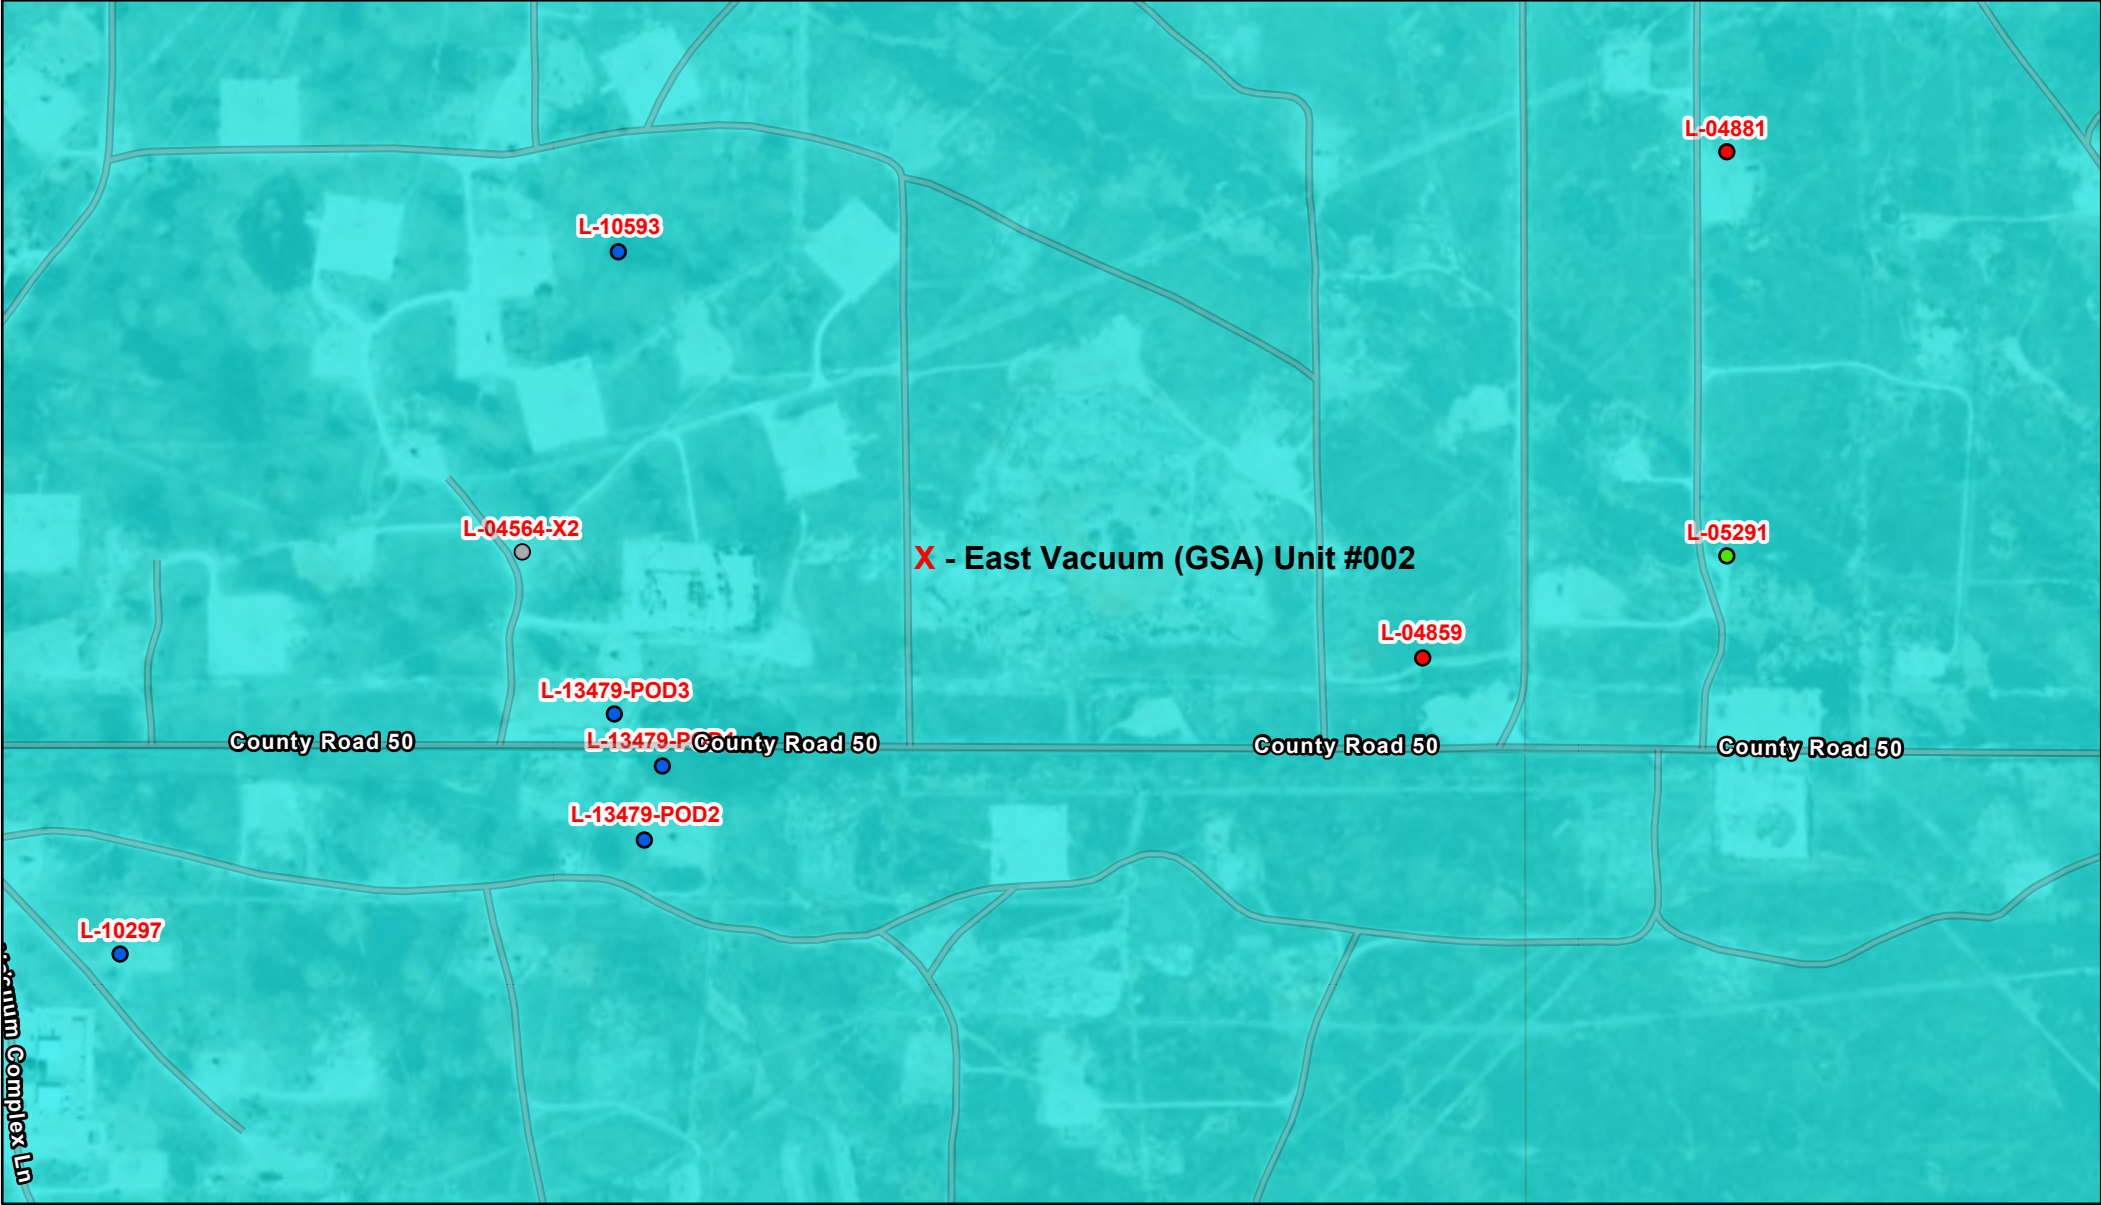 L-04881
L-10593
L-04564-X2
X - East Vacuum (GSA) Unit #002
L-05291
L-04859
L-13479-POD3
L-13479-
County Road 50
County Road 50
County Road 50
County Road 50
L-13479-POD2
L-10297
Complex Ln